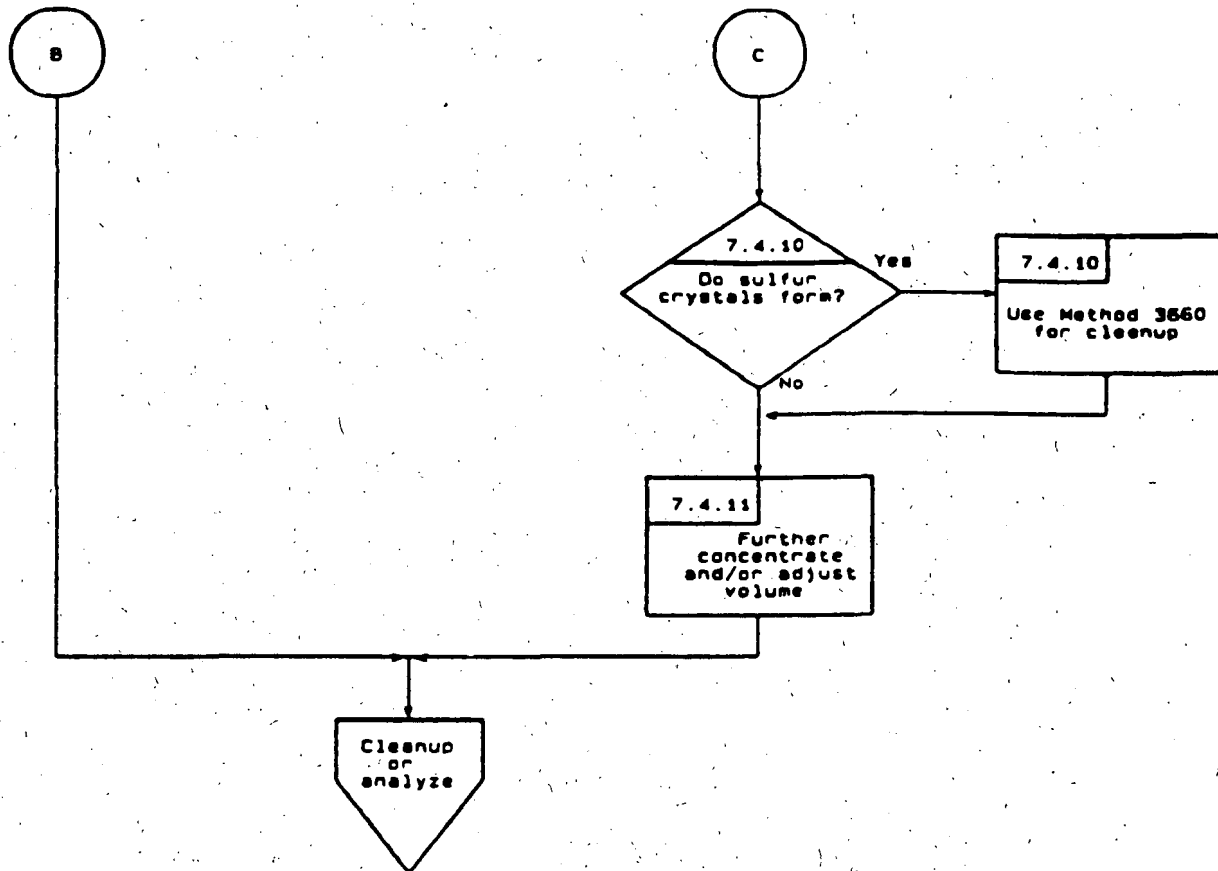 B
C
7.4.10
Do sulfur
crystals form?
Yes
7.4.10
Use Method 3660
for cleanup
No
7.4.11
Further
concentrate
and/or adjust
volume
Cleanup
or
analyze